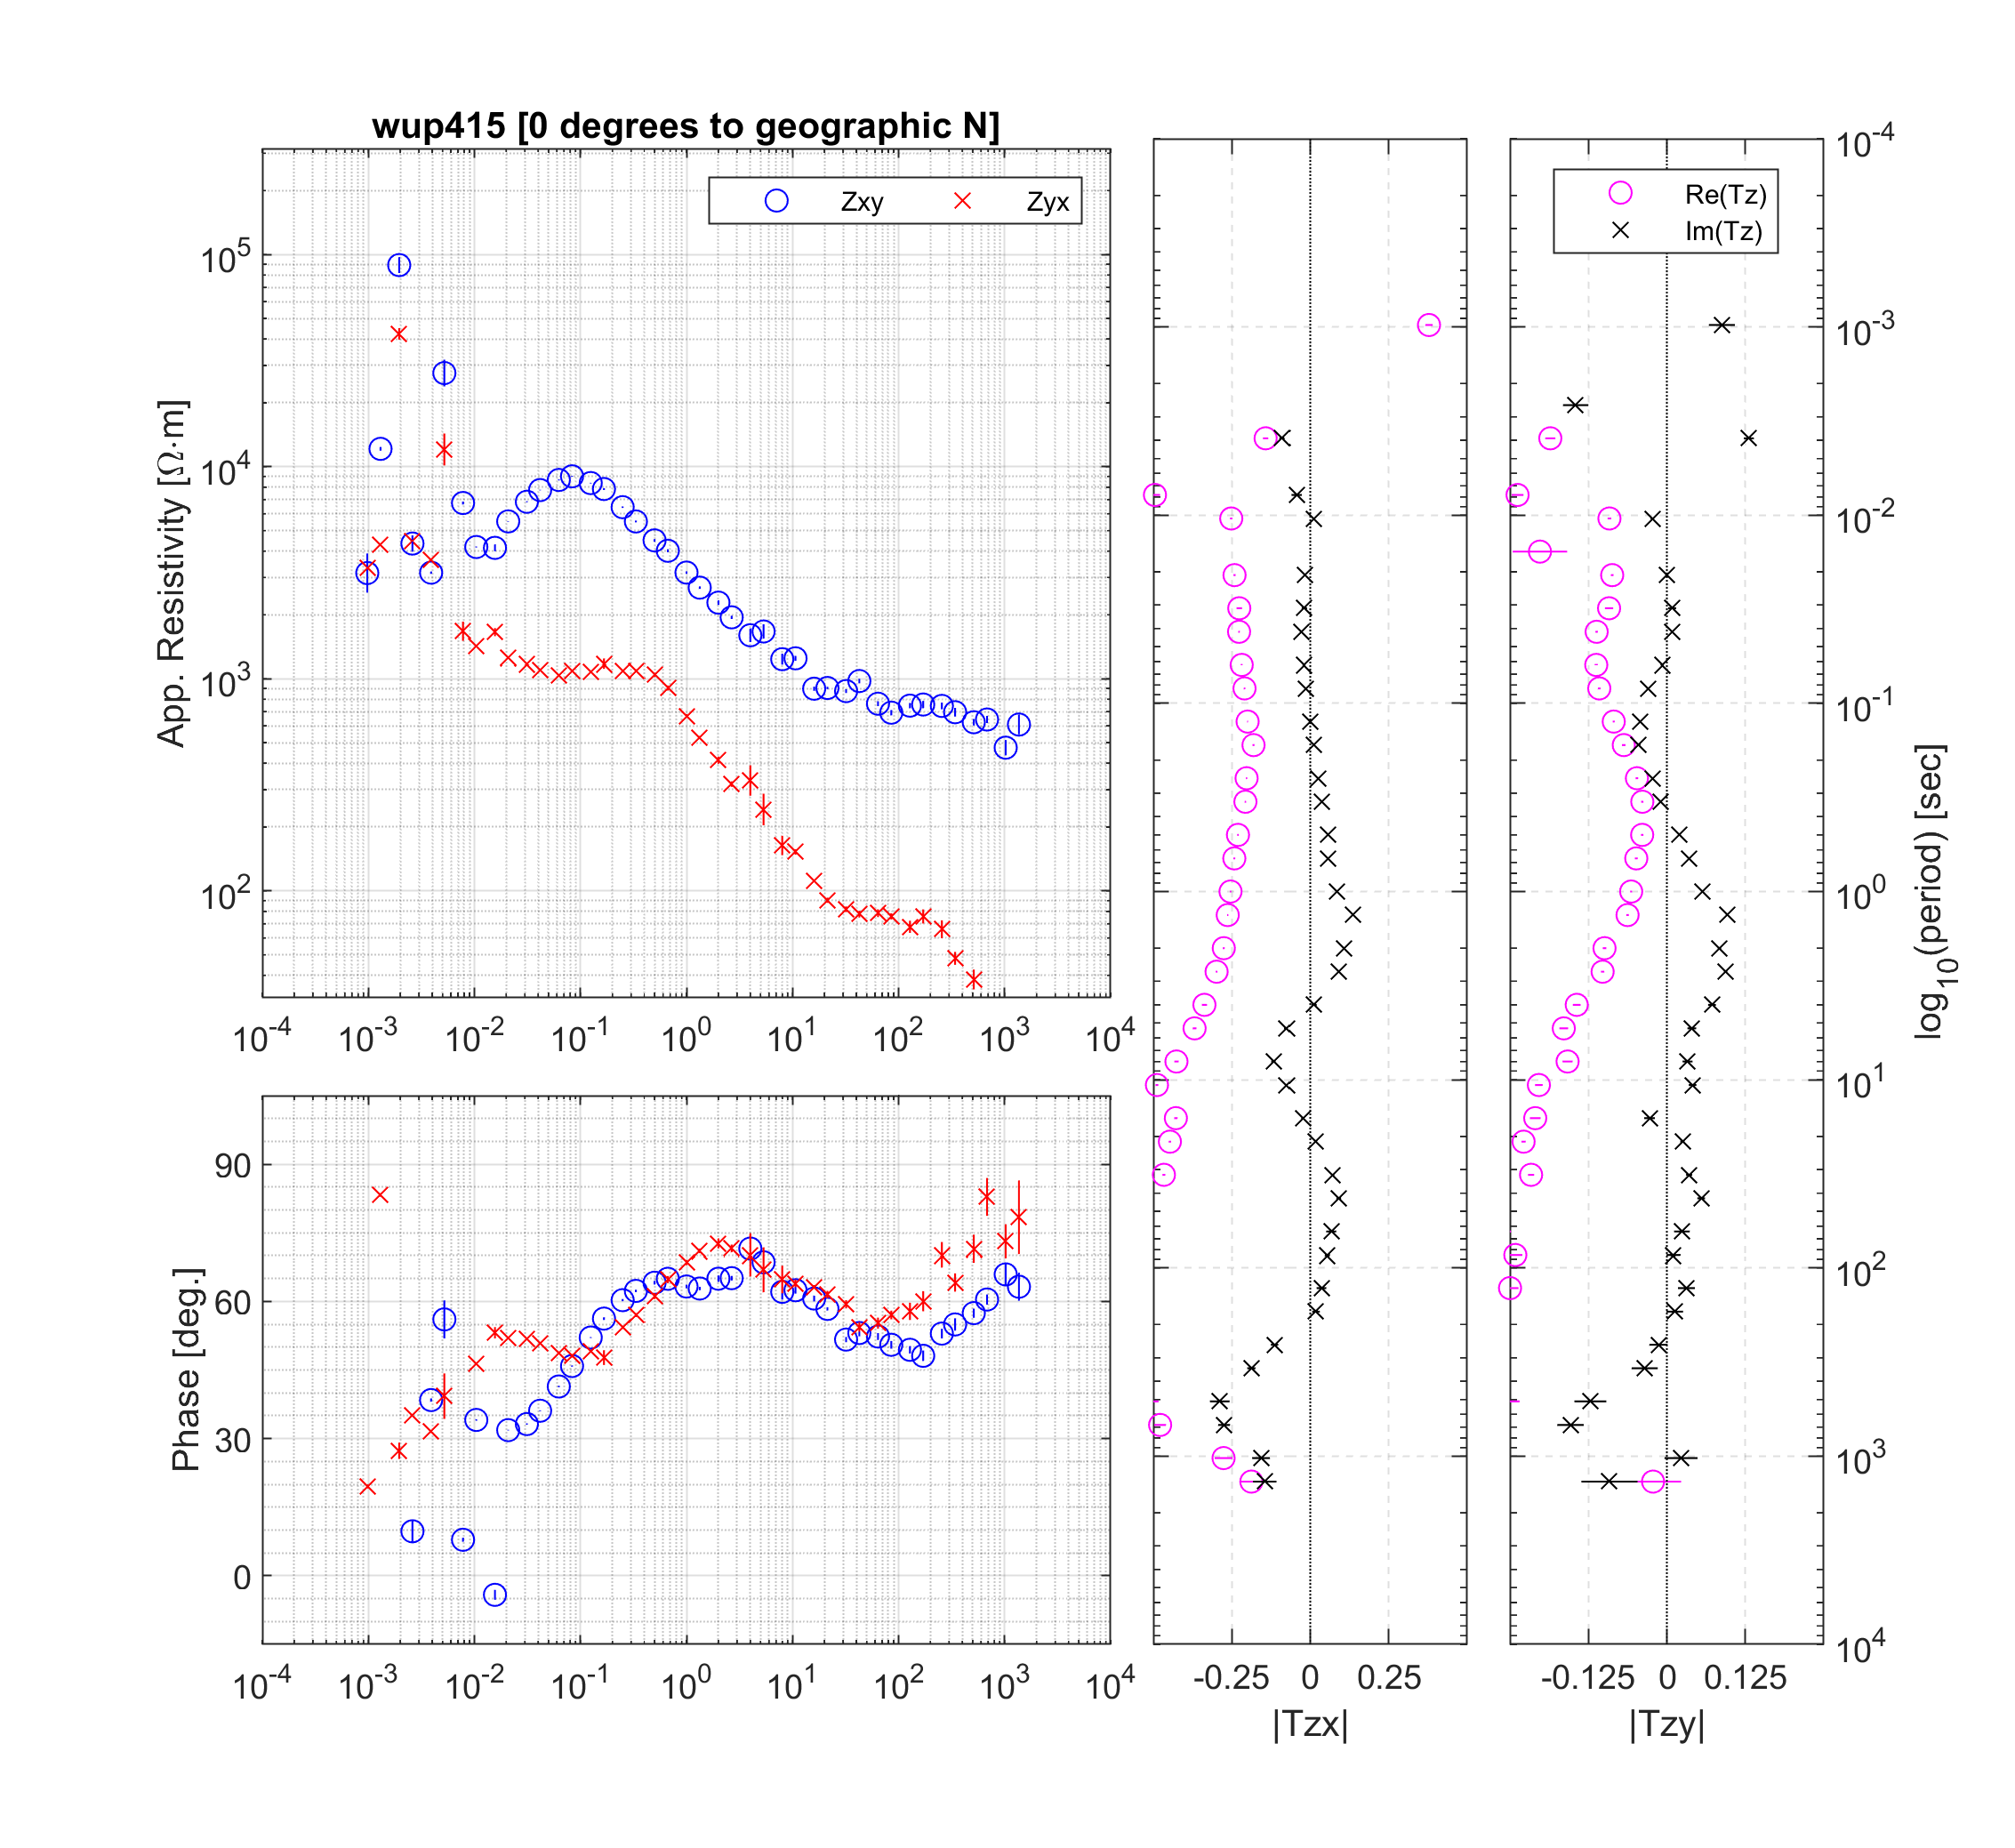 wup415 [0 degrees to geographic N]
Zxy Zyx
App. Resistivity [Ω·m]
10^5
10^4
10^3
10^2
10^-4 10^-3 10^-2 10^-1 10^0 10^1 10^2 10^3 10^4
Phase [deg.]
90
60
30
0
10^-4 10^-3 10^-2 10^-1 10^0 10^1 10^2 10^3 10^4
-0.25 0 0.25
|Tzx|
Re(Tz)
Im(Tz)
-0.125 0 0.125
|Tzy|
10^-4
10^-3
10^-2
10^-1
10^0
10^1
10^2
10^3
10^4
log10(period) [sec]